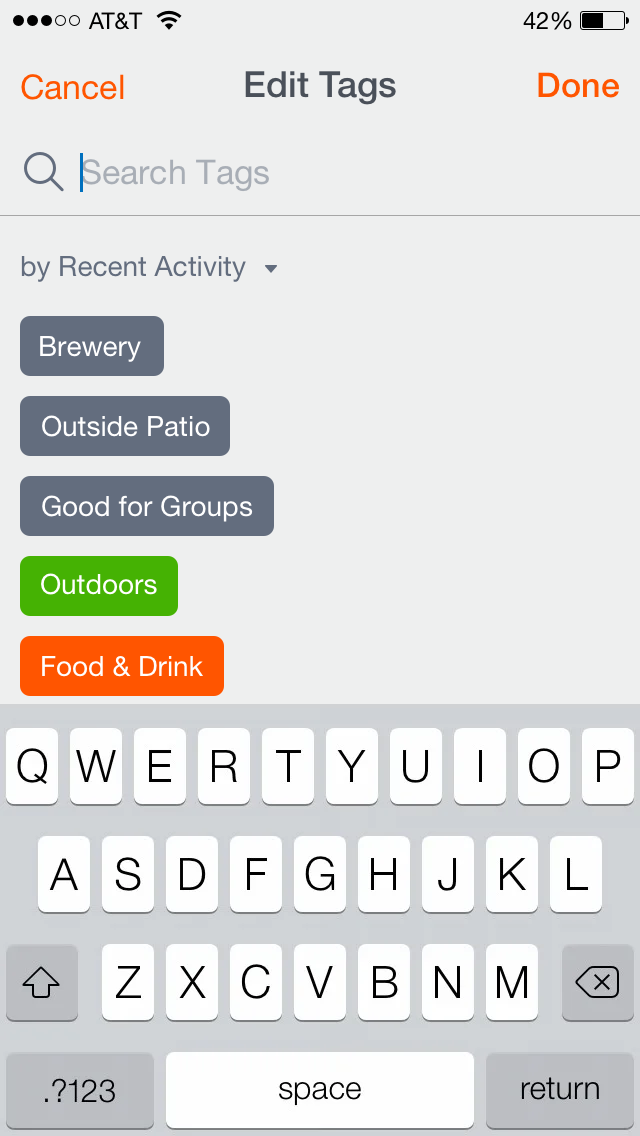 AT&T 42%
Cancel Edit Tags Done
Search Tags
by Recent Activity
Brewery
Outside Patio
Good for Groups
Outdoors
Food & Drink
Q W E R T Y U I O P
A S D F G H J K L
Z X C V B N M
.?123 space return